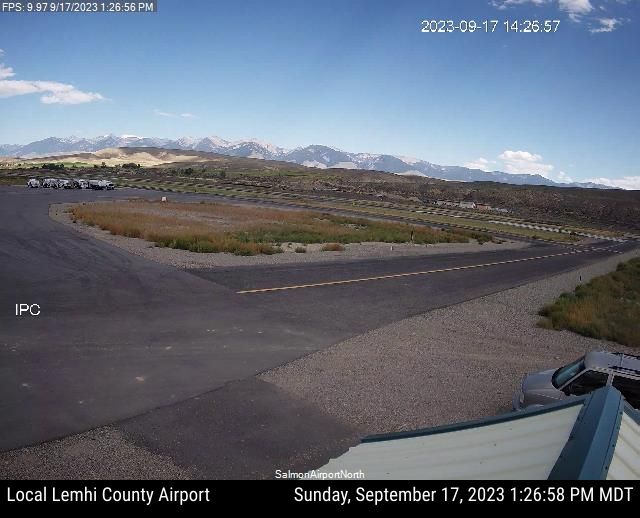 FPS: 9.97 9/17/2023 1:26:56 PM
2023-09-17 14:26:57
IPC
SalmonAirportNorth
Local Lemhi County Airport Sunday, September 17, 2023 1:26:58 PM MDT